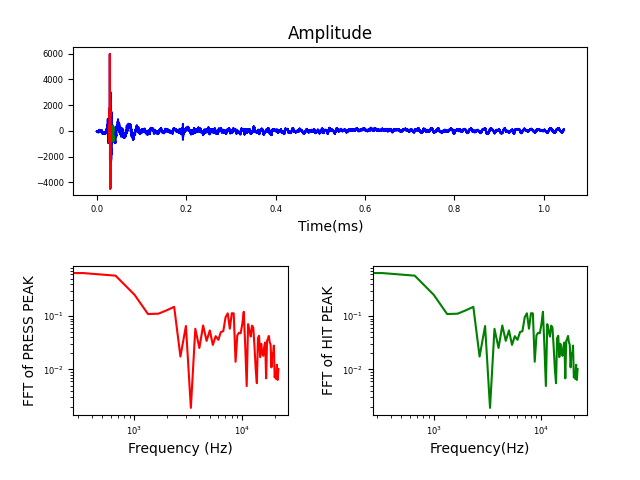 Amplitude
6000
4000
2000
0
−2000
−4000
0.0 0.2 0.4 0.6 0.8 1.0
Time(ms)
FFT of PRESS PEAK
10⁻¹
10⁻²
10³ 10⁴
Frequency (Hz)
FFT of HIT PEAK
10⁻¹
10⁻²
10³ 10⁴
Frequency(Hz)